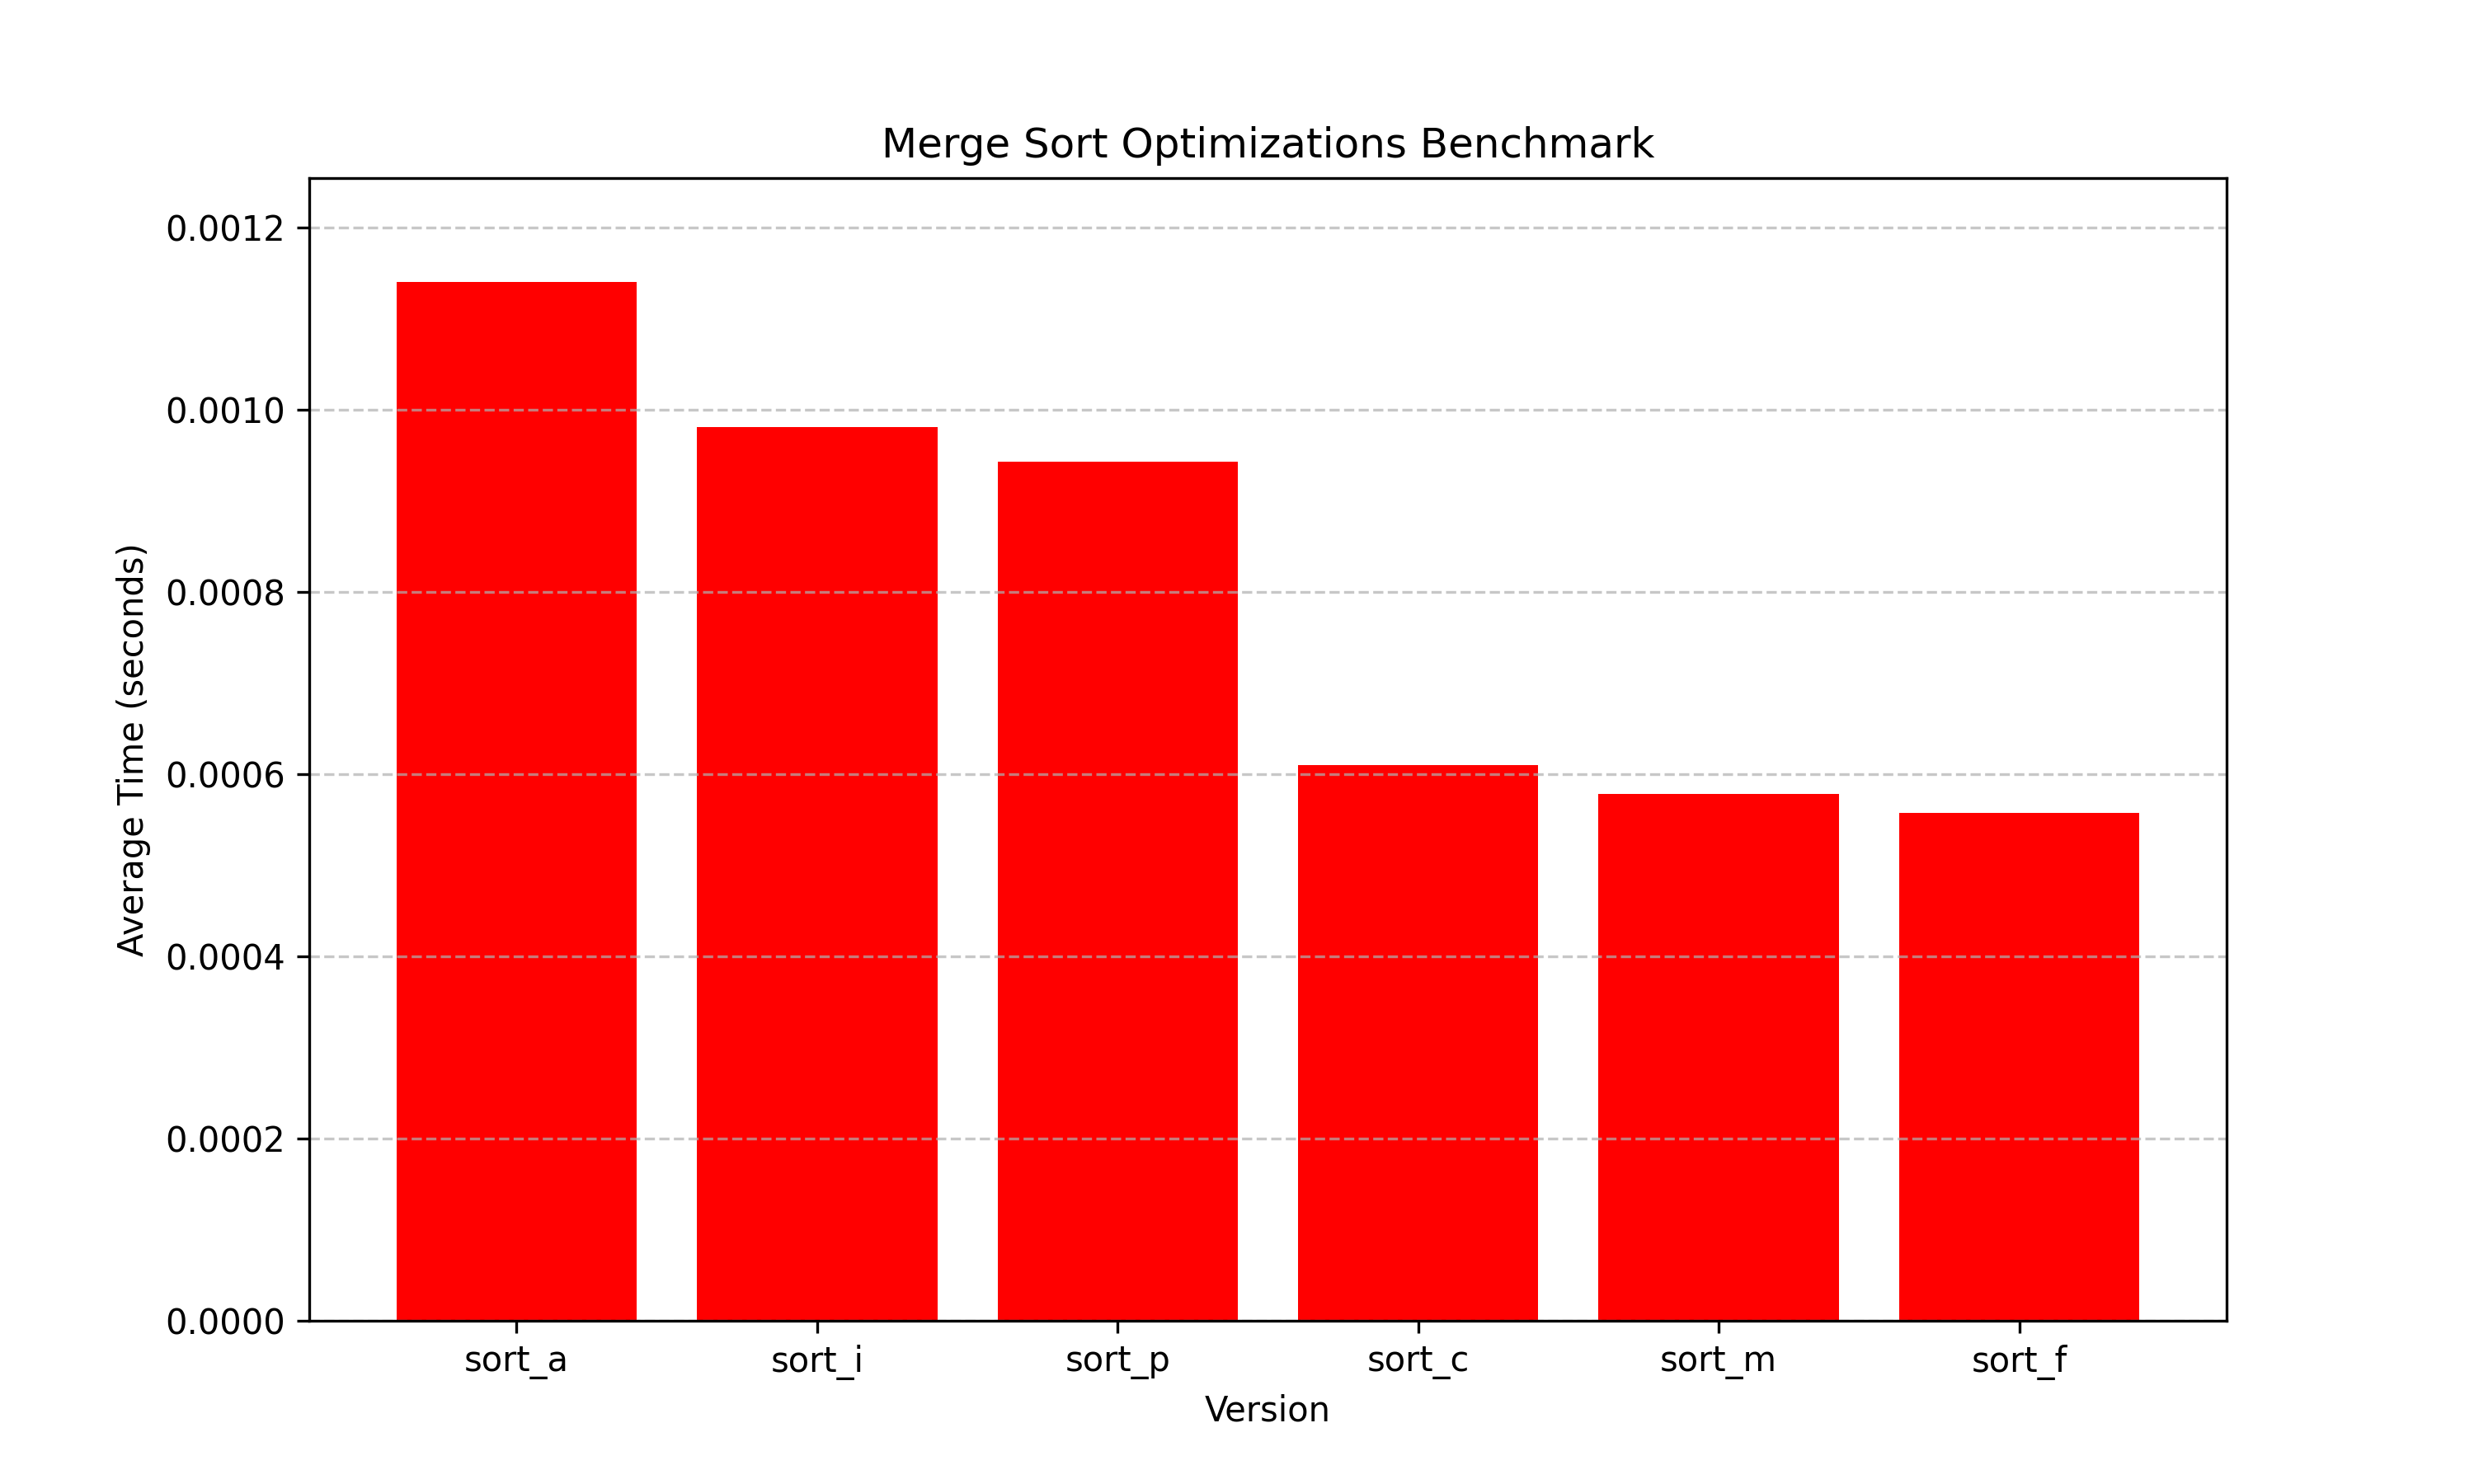 Merge Sort Optimizations Benchmark
Average Time (seconds)
0.0012
0.0010
0.0008
0.0006
0.0004
0.0002
0.0000
sort_a sort_i sort_p sort_c sort_m sort_f
Version